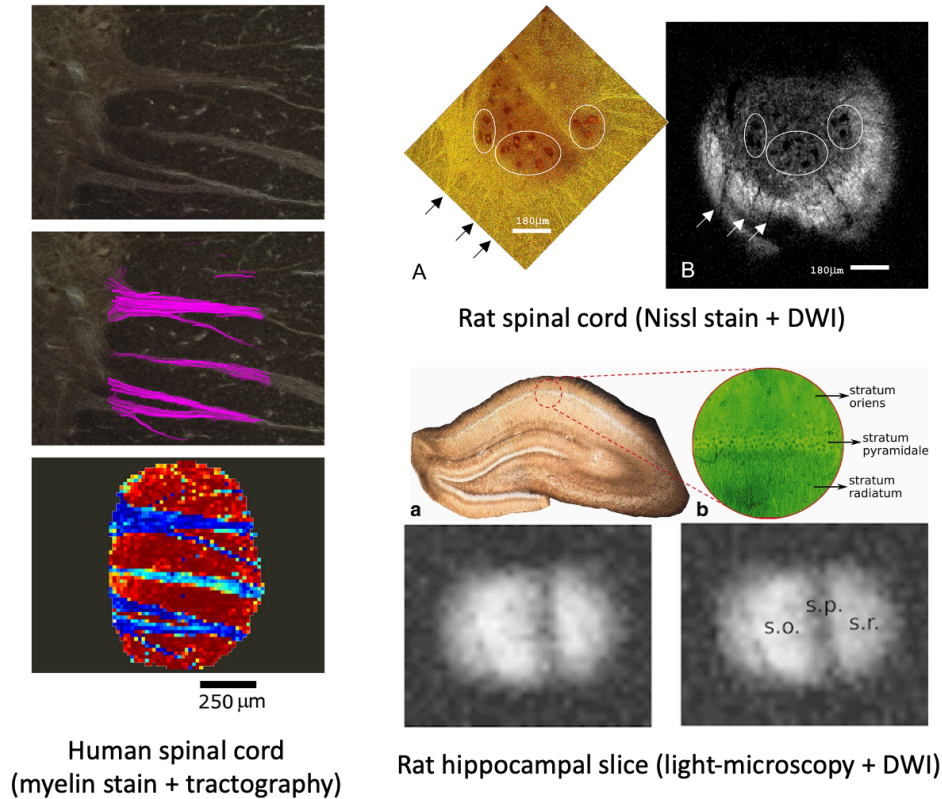 250 µm
Human spinal cord
(myelin stain + tractography)
180µm
A
180µm
B
Rat spinal cord (Nissl stain + DWI)
stratum
oriens
stratum
pyramidale
stratum
radiatum
a
b
s.o.
s.p.
s.r.
Rat hippocampal slice (light-microscopy + DWI)